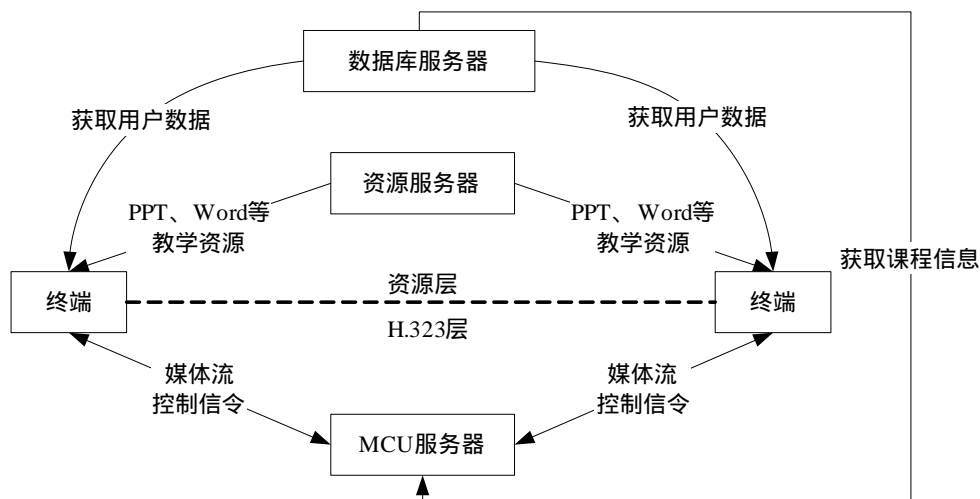 数据库服务器
获取用户数据
获取用户数据
资源服务器
PPT、Word等
教学资源
PPT、Word等
教学资源
获取课程信息
终端
资源层
终端
H.323层
媒体流
控制信令
媒体流
控制信令
MCU服务器